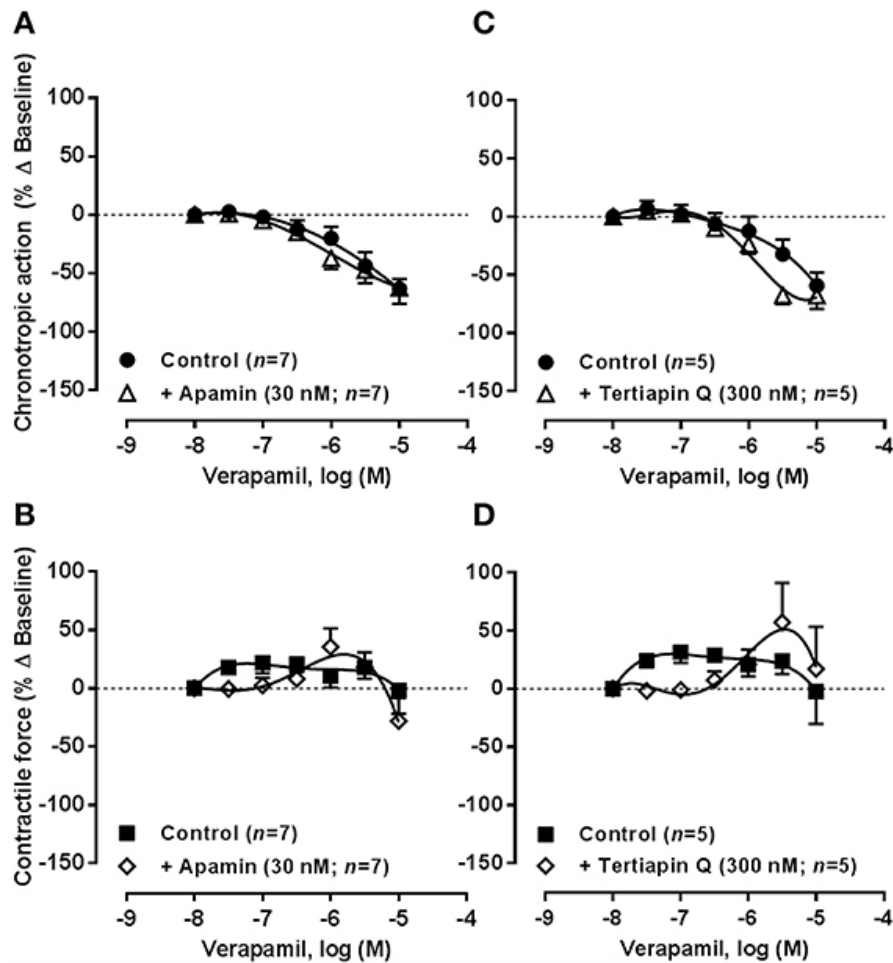 A
Chronotropic action (% Δ Baseline)
100
50
0
-50
-100
-150
Control (n=7)
+ Apamin (30 nM; n=7)
-9 -8 -7 -6 -5 -4
Verapamil, log (M)
C
100
50
0
-50
-100
-150
Control (n=5)
+ Tertiapin Q (300 nM; n=5)
-9 -8 -7 -6 -5 -4
Verapamil, log (M)
B
Contractile force (% Δ Baseline)
100
50
0
-50
-100
-150
Control (n=7)
+ Apamin (30 nM; n=7)
-9 -8 -7 -6 -5 -4
Verapamil, log (M)
D
100
50
0
-50
-100
-150
Control (n=5)
+ Tertiapin Q (300 nM; n=5)
-9 -8 -7 -6 -5 -4
Verapamil, log (M)